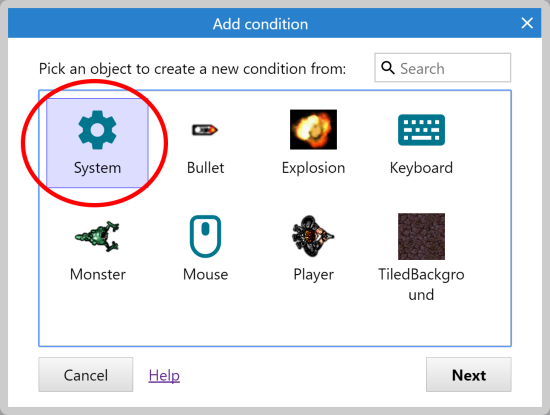 Add condition
Pick an object to create a new condition from:
Search
System
Bullet
Explosion
Keyboard
Monster
Mouse
Player
TiledBackgro
und
Cancel
Help
Next